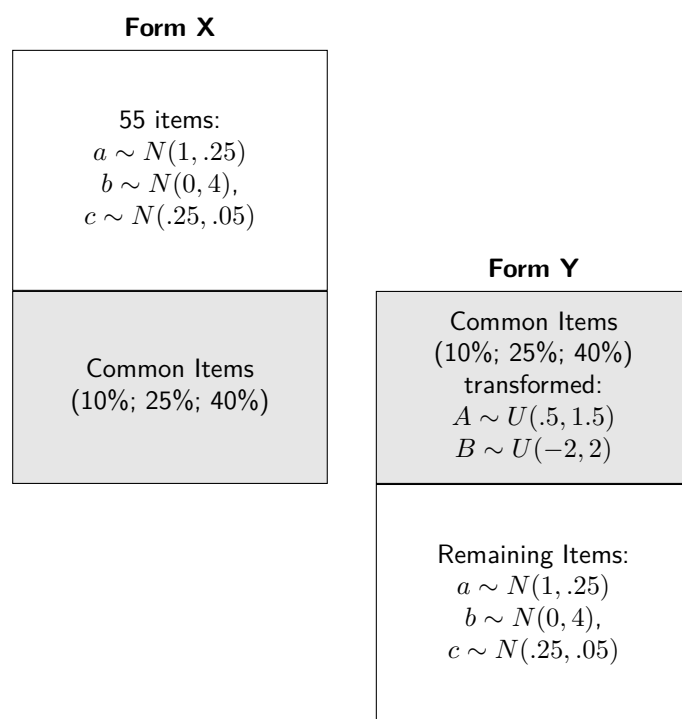 Form X
55 items:
a ∼ N(1, .25)
b ∼ N(0, 4),
c ∼ N(.25, .05)
Common Items
(10%; 25%; 40%)
Form Y
Common Items
(10%; 25%; 40%)
transformed:
A ∼ U(.5, 1.5)
B ∼ U(−2, 2)
Remaining Items:
a ∼ N(1, .25)
b ∼ N(0, 4),
c ∼ N(.25, .05)